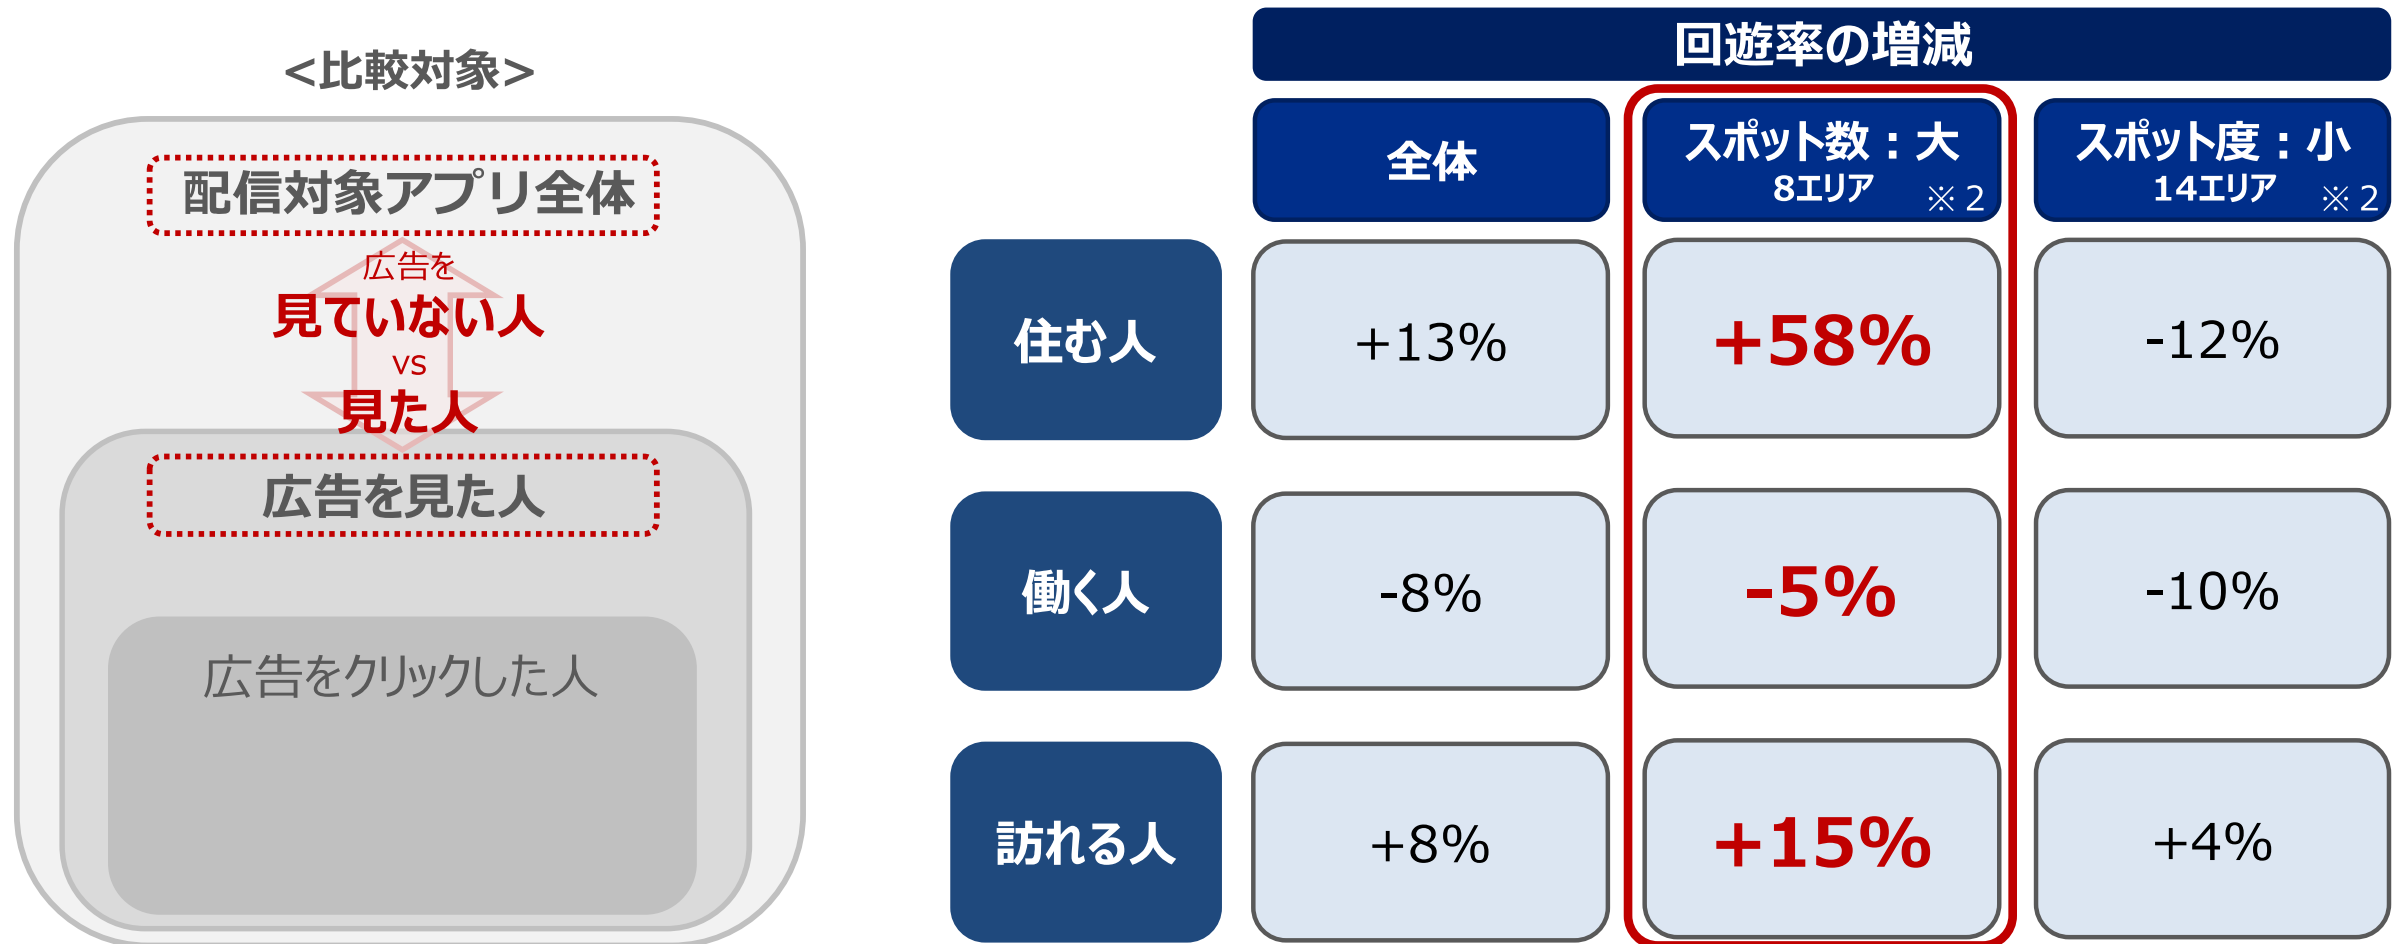 <比較対象>
配信対象アプリ全体
広告を
見ていない人
vs
見た人
広告を見た人
広告をクリックした人
回遊率の増減
全体
スポット数：大
8エリア ※2
スポット度：小
14エリア ※2
住む人
+13%
+58%
-12%
働く人
-8%
-5%
-10%
訪れる人
+8%
+15%
+4%